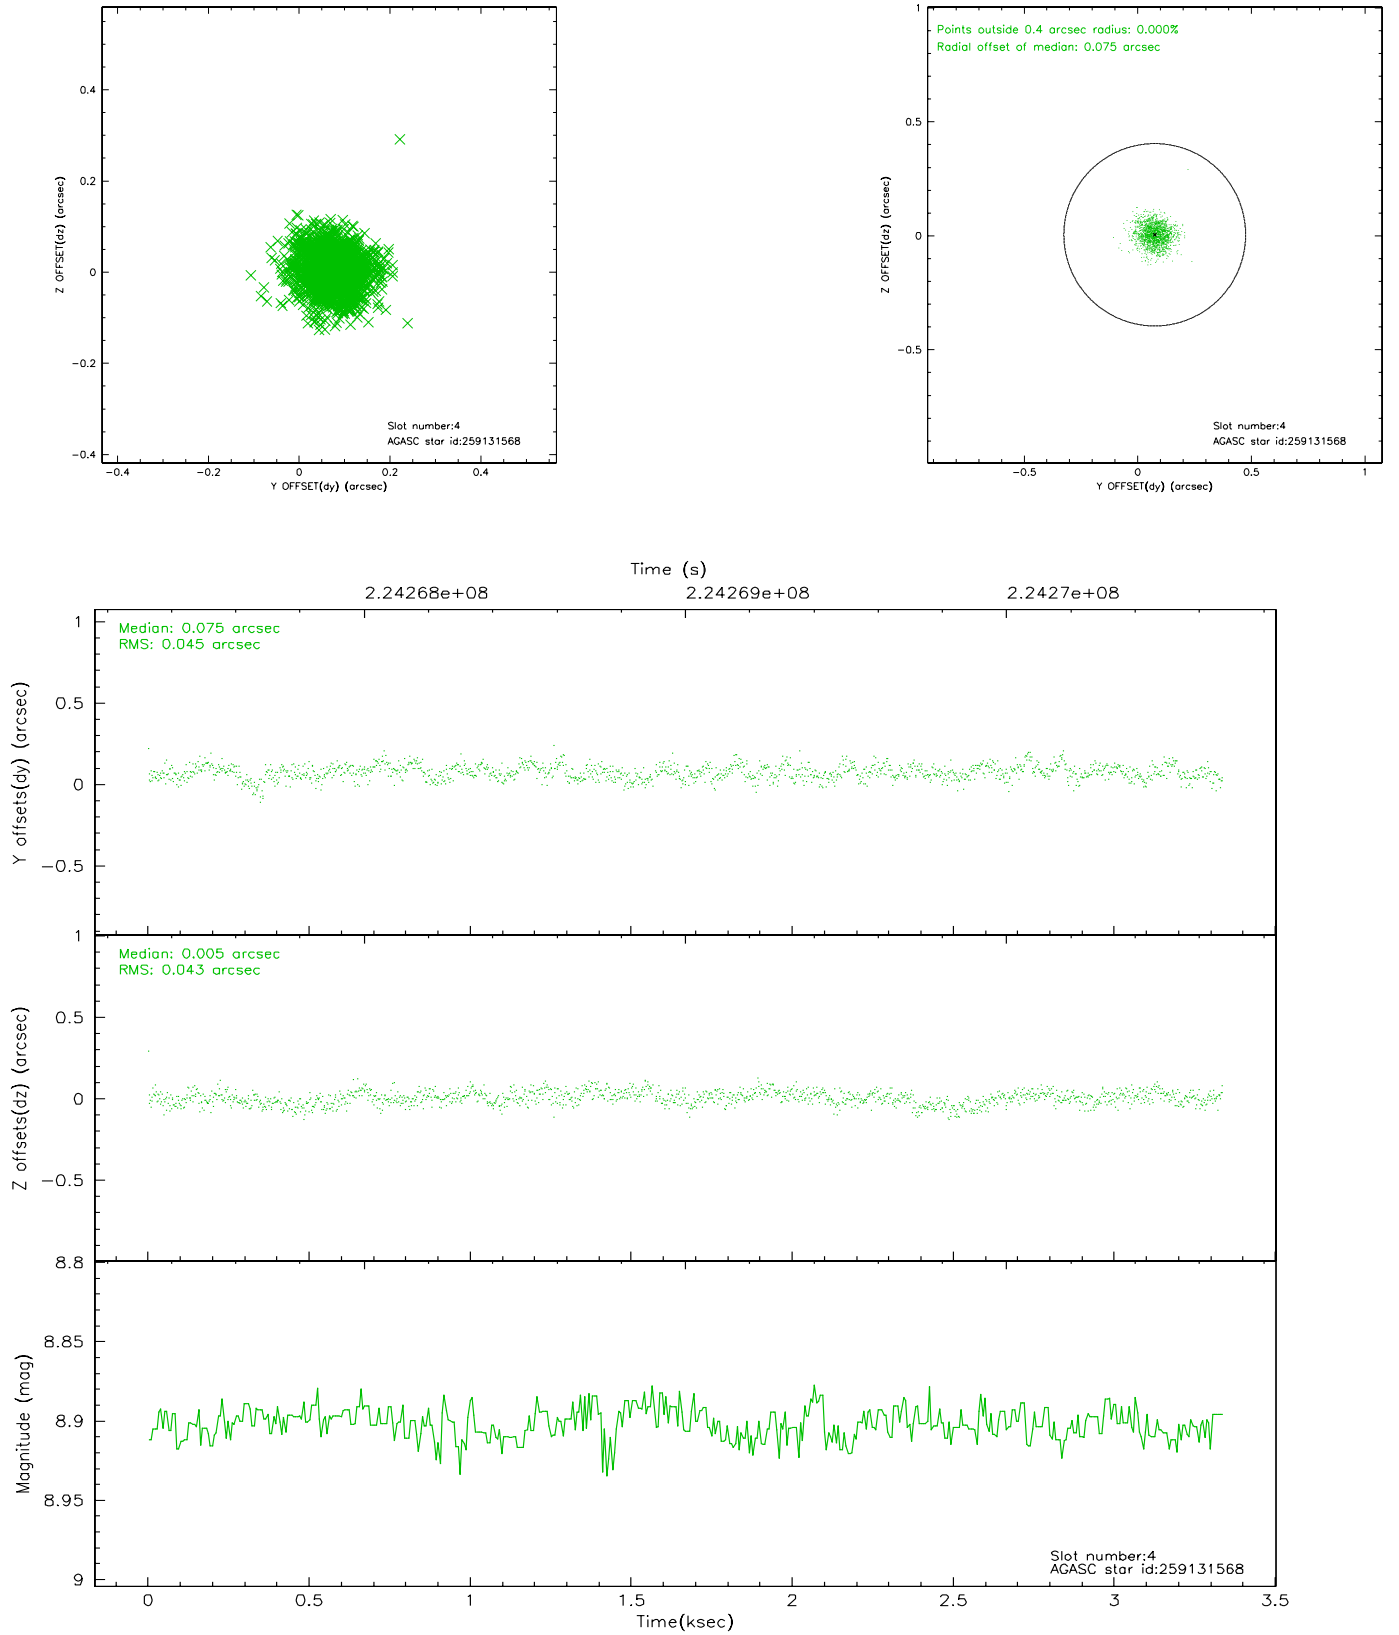 0.4
0.2
0
−0.2
−0.4
Z OFFSET(dz) (arcsec)
Slot number:4
AGASC star id:259131568
−0.4 −0.2 0 0.2 0.4
Y OFFSET(dy) (arcsec)
1
0.5
0
−0.5
Z OFFSET(dz) (arcsec)
Points outside 0.4 arcsec radius: 0.000%
Radial offset of median: 0.075 arcsec
Slot number:4
AGASC star id:259131568
−0.5 0 0.5 1
Y OFFSET(dy) (arcsec)
Time (s)
2.24268e+08 2.24269e+08 2.2427e+08
1
0.5
0
−0.5
Y offsets(dy) (arcsec)
Median: 0.075 arcsec
RMS: 0.045 arcsec
1
0.5
0
−0.5
Z offsets(dz) (arcsec)
Median: 0.005 arcsec
RMS: 0.043 arcsec
8.8
8.85
8.9
8.95
9
Magnitude (mag)
Slot number:4
AGASC star id:259131568
0 0.5 1 1.5 2 2.5 3 3.5
Time(ksec)